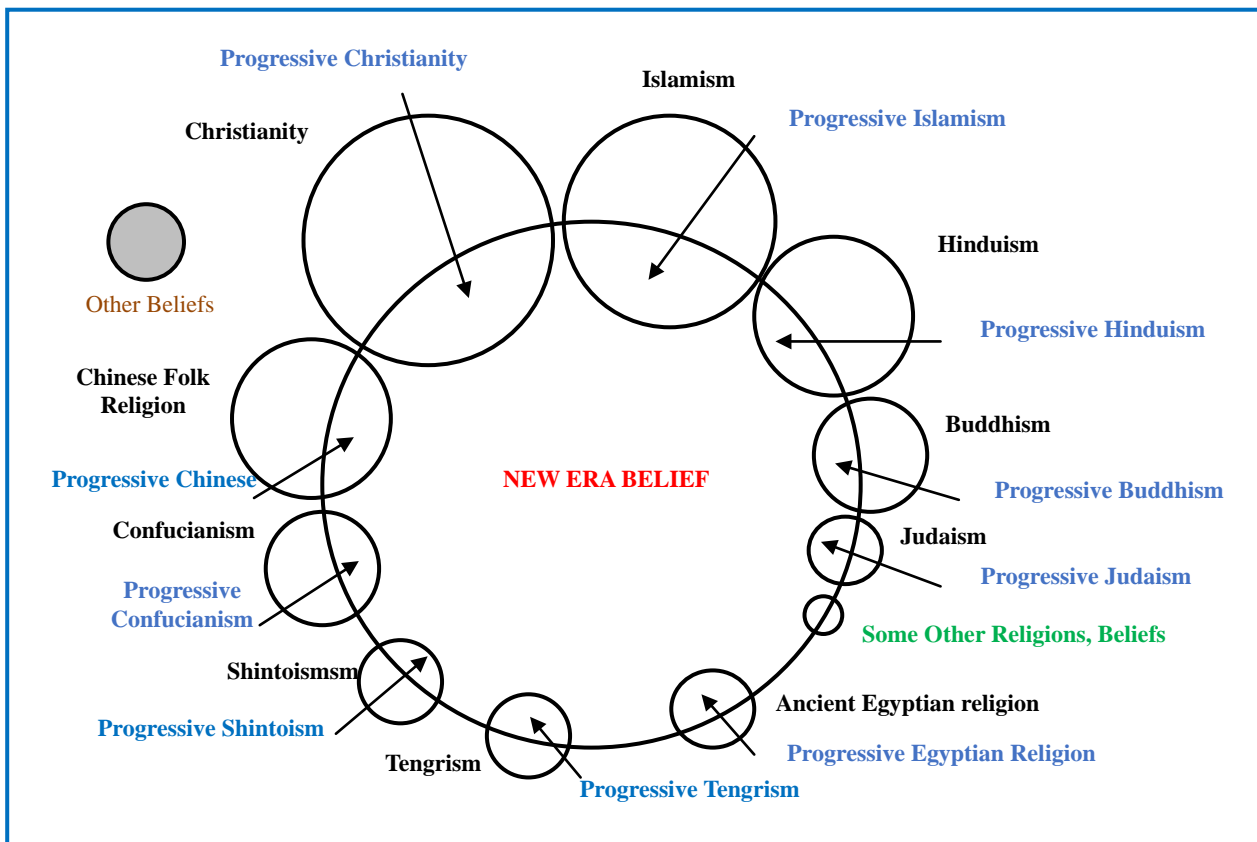 Progressive Christianity
Islamism
Progressive Islamism
Christianity
Hinduism
Other Beliefs
Progressive Hinduism
Chinese Folk
Religion
Buddhism
Progressive Chinese
NEW ERA BELIEF
Progressive Buddhism
Confucianism
Judaism
Progressive Judaism
Progressive
Confucianism
Some Other Religions, Beliefs
Shintoismsm
Ancient Egyptian religion
Progressive Shintoism
Progressive Egyptian Religion
Tengrism
Progressive Tengrism